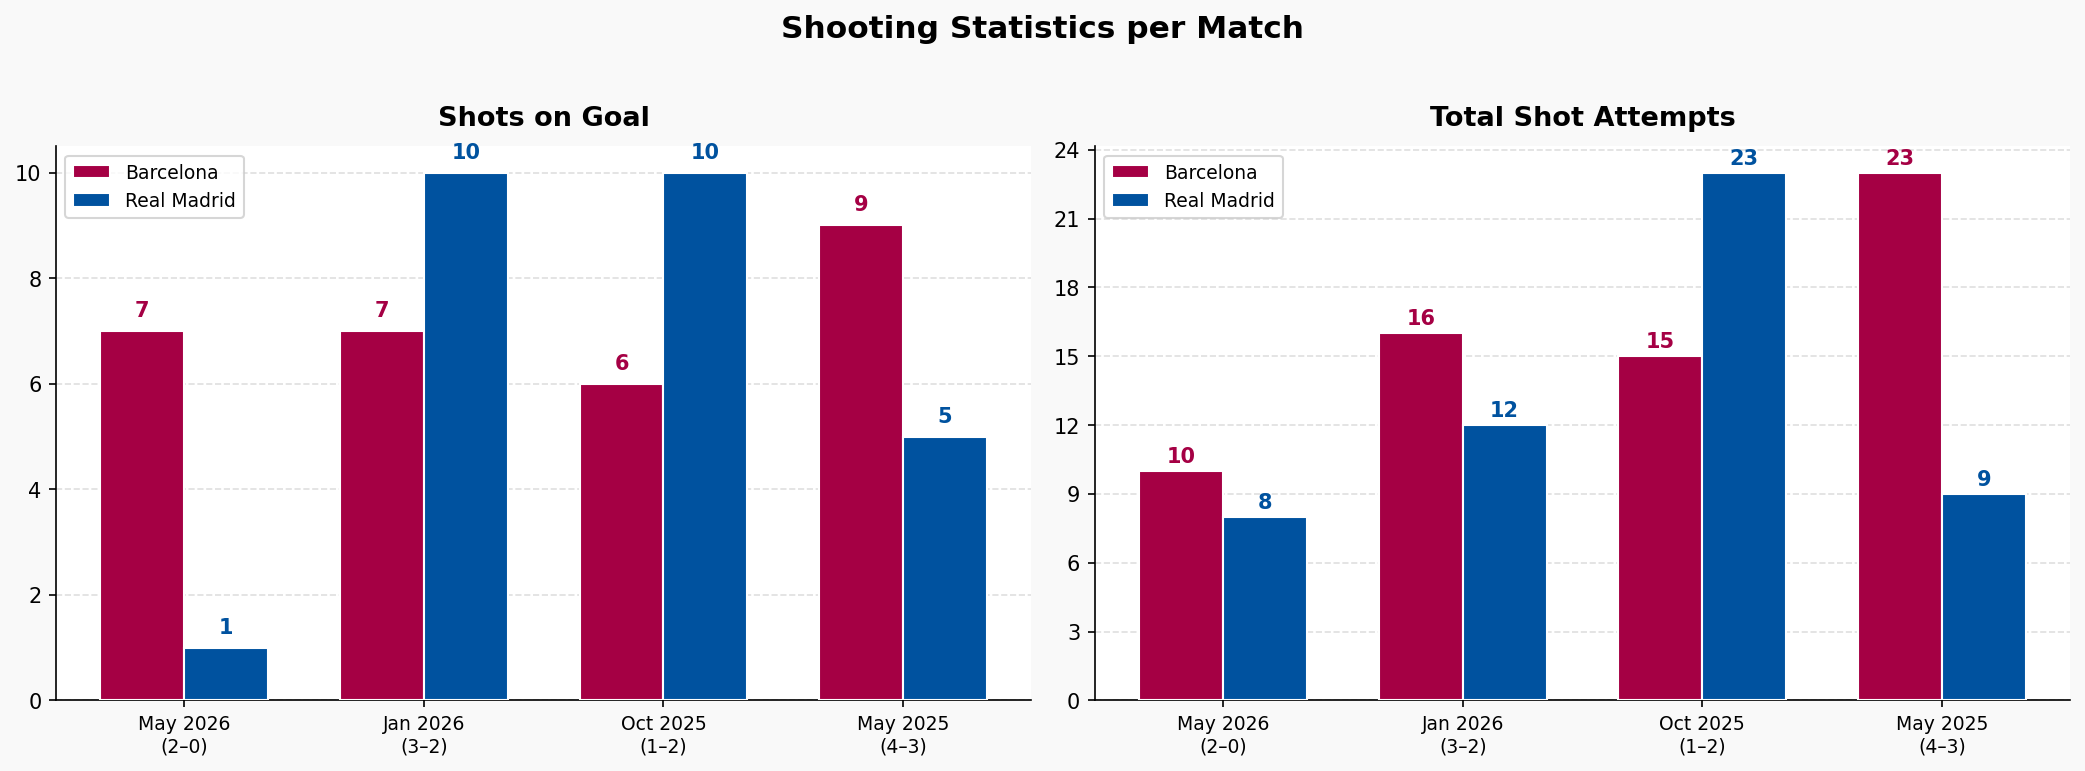 Shooting Statistics per Match
Shots on Goal
Barcelona
Real Madrid
10
8
6
4
2
0
7
1
7
10
6
10
9
5
May 2026
(2–0)
Jan 2026
(3–2)
Oct 2025
(1–2)
May 2025
(4–3)
Total Shot Attempts
Barcelona
Real Madrid
24
21
18
15
12
9
6
3
0
10
8
16
12
15
23
23
9
May 2026
(2–0)
Jan 2026
(3–2)
Oct 2025
(1–2)
May 2025
(4–3)